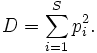 D = \sum_{i=1}^{S} p_i^2.